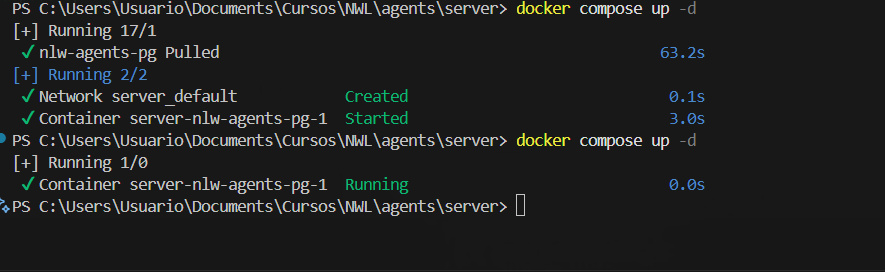 PS C:\Users\Usuario\Documents\Cursos\NWL\agents\server> docker compose up -d
[+] Running 17/1
✓ nlw-agents-pg Pulled 63.2s
[+] Running 2/2
✓ Network server_default Created 0.1s
✓ Container server-nlw-agents-pg-1 Started 3.0s
PS C:\Users\Usuario\Documents\Cursos\NWL\agents\server> docker compose up -d
[+] Running 1/0
✓ Container server-nlw-agents-pg-1 Running 0.0s
PS C:\Users\Usuario\Documents\Cursos\NWL\agents\server>